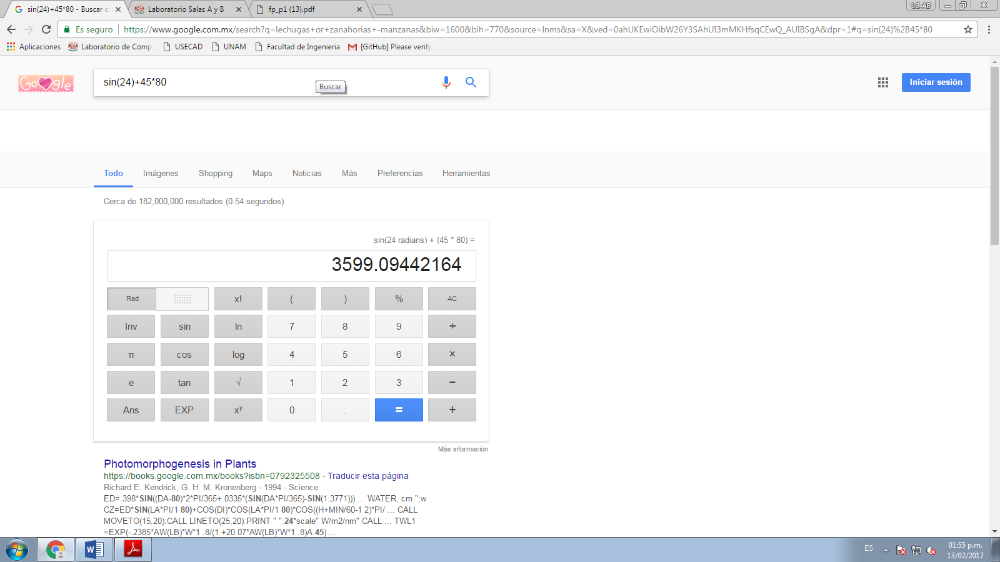 sin(24)+45*80 - Buscar co
Laboratorio Salas A y B
fp_p1 (13).pdf
LC-AB
Es seguro
https://www.google.com.mx/search?q=lechugas+or+zanahorias+-manzanas&biw=1600&bih=770&source=lnms&sa=X&ved=0ahUKEwiOibW26Y3SAhUI3mMKHfsqCEwQ_AUIBSgA&dpr=1#q=sin(24)%2B45*80
Aplicaciones
Laboratorio de Comp
USECAD
UNAM
Facultad de Ingenieria
[GitHub] Please verify
Google
sin(24)+45*80
Buscar
Iniciar sesión
Todo
Imágenes
Shopping
Maps
Noticias
Más
Preferencias
Herramientas
Cerca de 182,000,000 resultados (0.54 segundos)
sin(24 radians) + (45 * 80) =
3599.09442164
Rad
x!
(
)
%
AC
Inv
sin
ln
7
8
9
÷
π
cos
log
4
5
6
×
e
tan
√
1
2
3
−
Ans
EXP
xʸ
0
.
=
+
Más información
Photomorphogenesis in Plants
https://books.google.com.mx/books?isbn=0792325508 - Traducir esta página
Richard E. Kendrick, G. H. M. Kronenberg - 1994 - Science
ED=.398*SIN((DA-80)*2*PI/365+.0335*(SIN(DA*PI/365)-SIN(1.3771))) ... WATER, cm ";w
CZ=ED*SIN(LA*PI/1 80)+COS(DI)*COS(LA*PI/1 80)*COS((H+MIN/60-1 2)*PI/ ... CALL
MOVETO(15,20):CALL LINETO(25,20):PRINT " ".24*scale" W/m2/nm" CALL ... TWL1
=EXP(-.2385*AW(LB)*W*1 .8/(1 +20.07*AW(LB)*W*1 .8)A.45) ...
ES
01:55 p.m.
13/02/2017